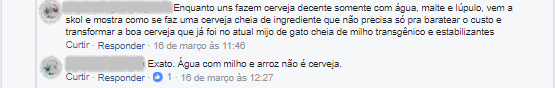 Enquanto uns fazem cerveja decente somente com água, malte e lúpulo, vem a
skol e mostra como se faz uma cerveja cheia de ingrediente que não precisa só pra baratear o custo e
transformar a boa cerveja que já foi no atual mijo de gato cheia de milho transgênico e estabilizantes
Curtir · Responder · 16 de março às 11:46
Exato. Água com milho e arroz não é cerveja.
Curtir · Responder · 1 · 16 de março às 12:27